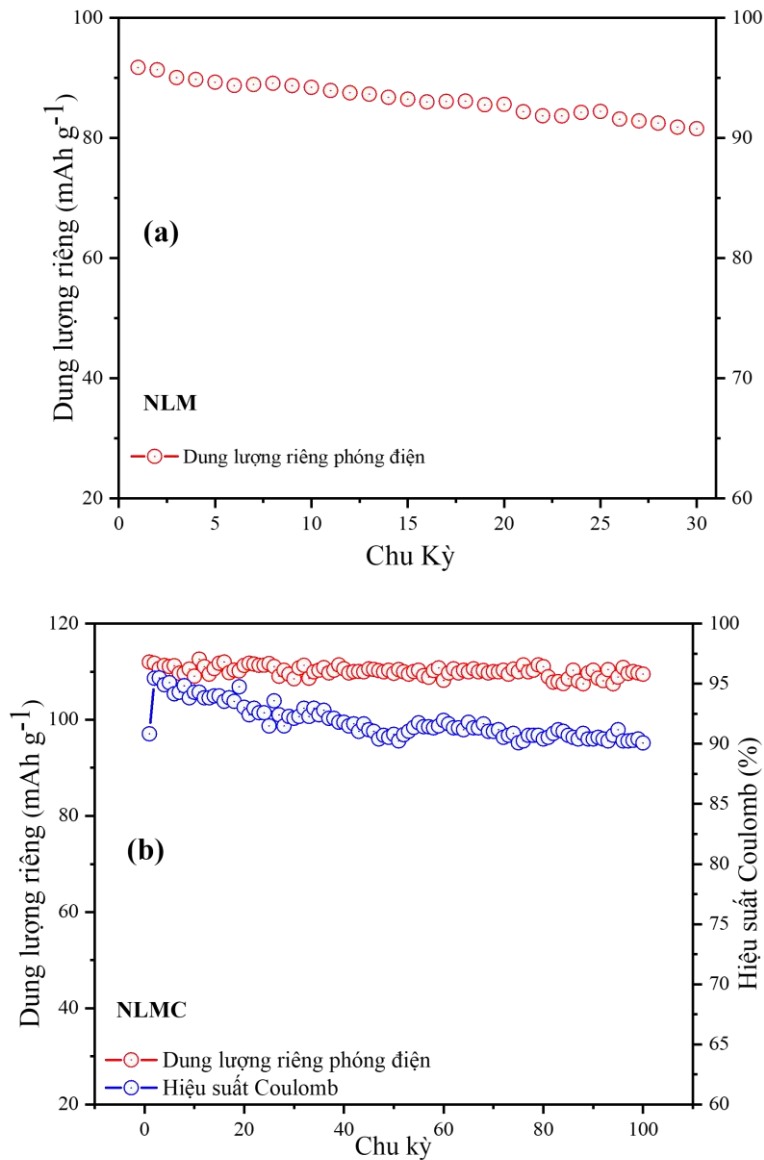 100
80
60
40
20
100
90
80
70
60
Dung lượng riêng (mAh g⁻¹)
(a)
NLM
Dung lượng riêng phóng điện
0 5 10 15 20 25 30
Chu Kỳ
120
100
80
60
40
20
100
95
90
85
80
75
70
65
60
Dung lượng riêng (mAh g⁻¹)
Hiệu suất Coulomb (%)
(b)
NLMC
Dung lượng riêng phóng điện
Hiệu suất Coulomb
0 20 40 60 80 100
Chu kỳ